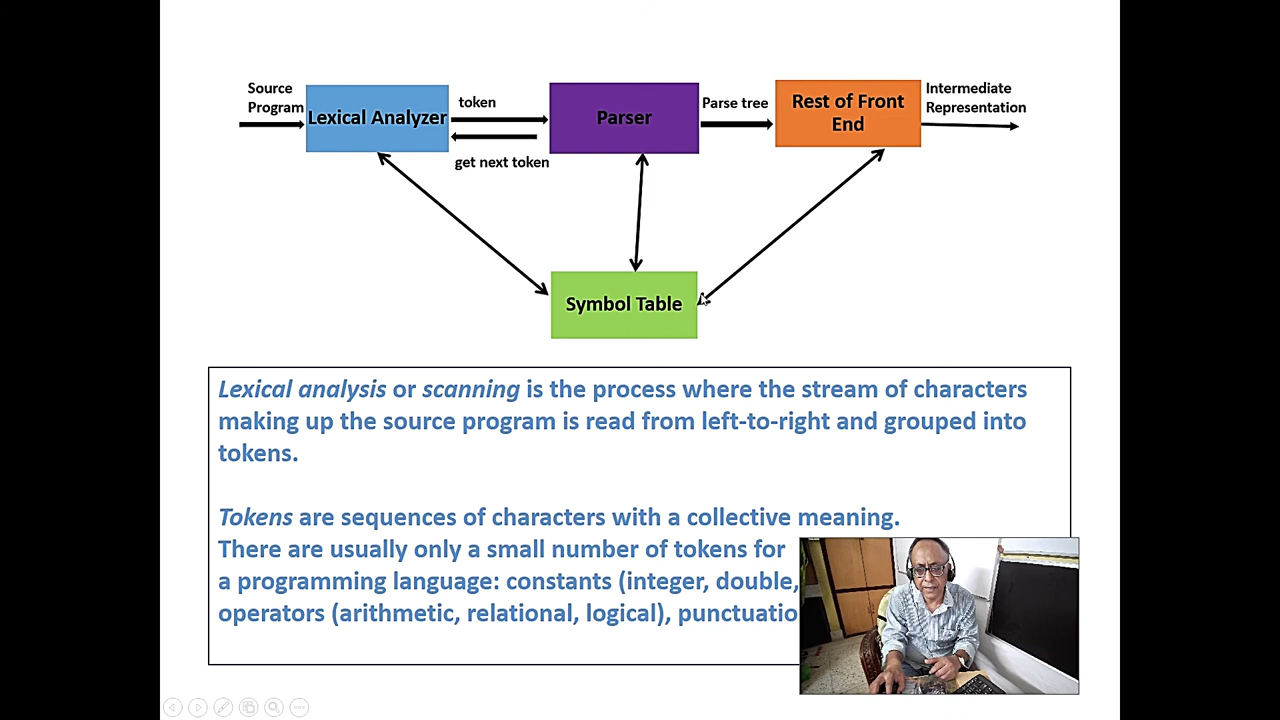 Source
Program
Lexical Analyzer
token
get next token
Parser
Parse tree
Rest of Front
End
Intermediate
Representation
Symbol Table
Lexical analysis or scanning is the process where the stream of characters
making up the source program is read from left-to-right and grouped into
tokens.
Tokens are sequences of characters with a collective meaning.
There are usually only a small number of tokens for
a programming language: constants (integer, double,
operators (arithmetic, relational, logical), punctuatio